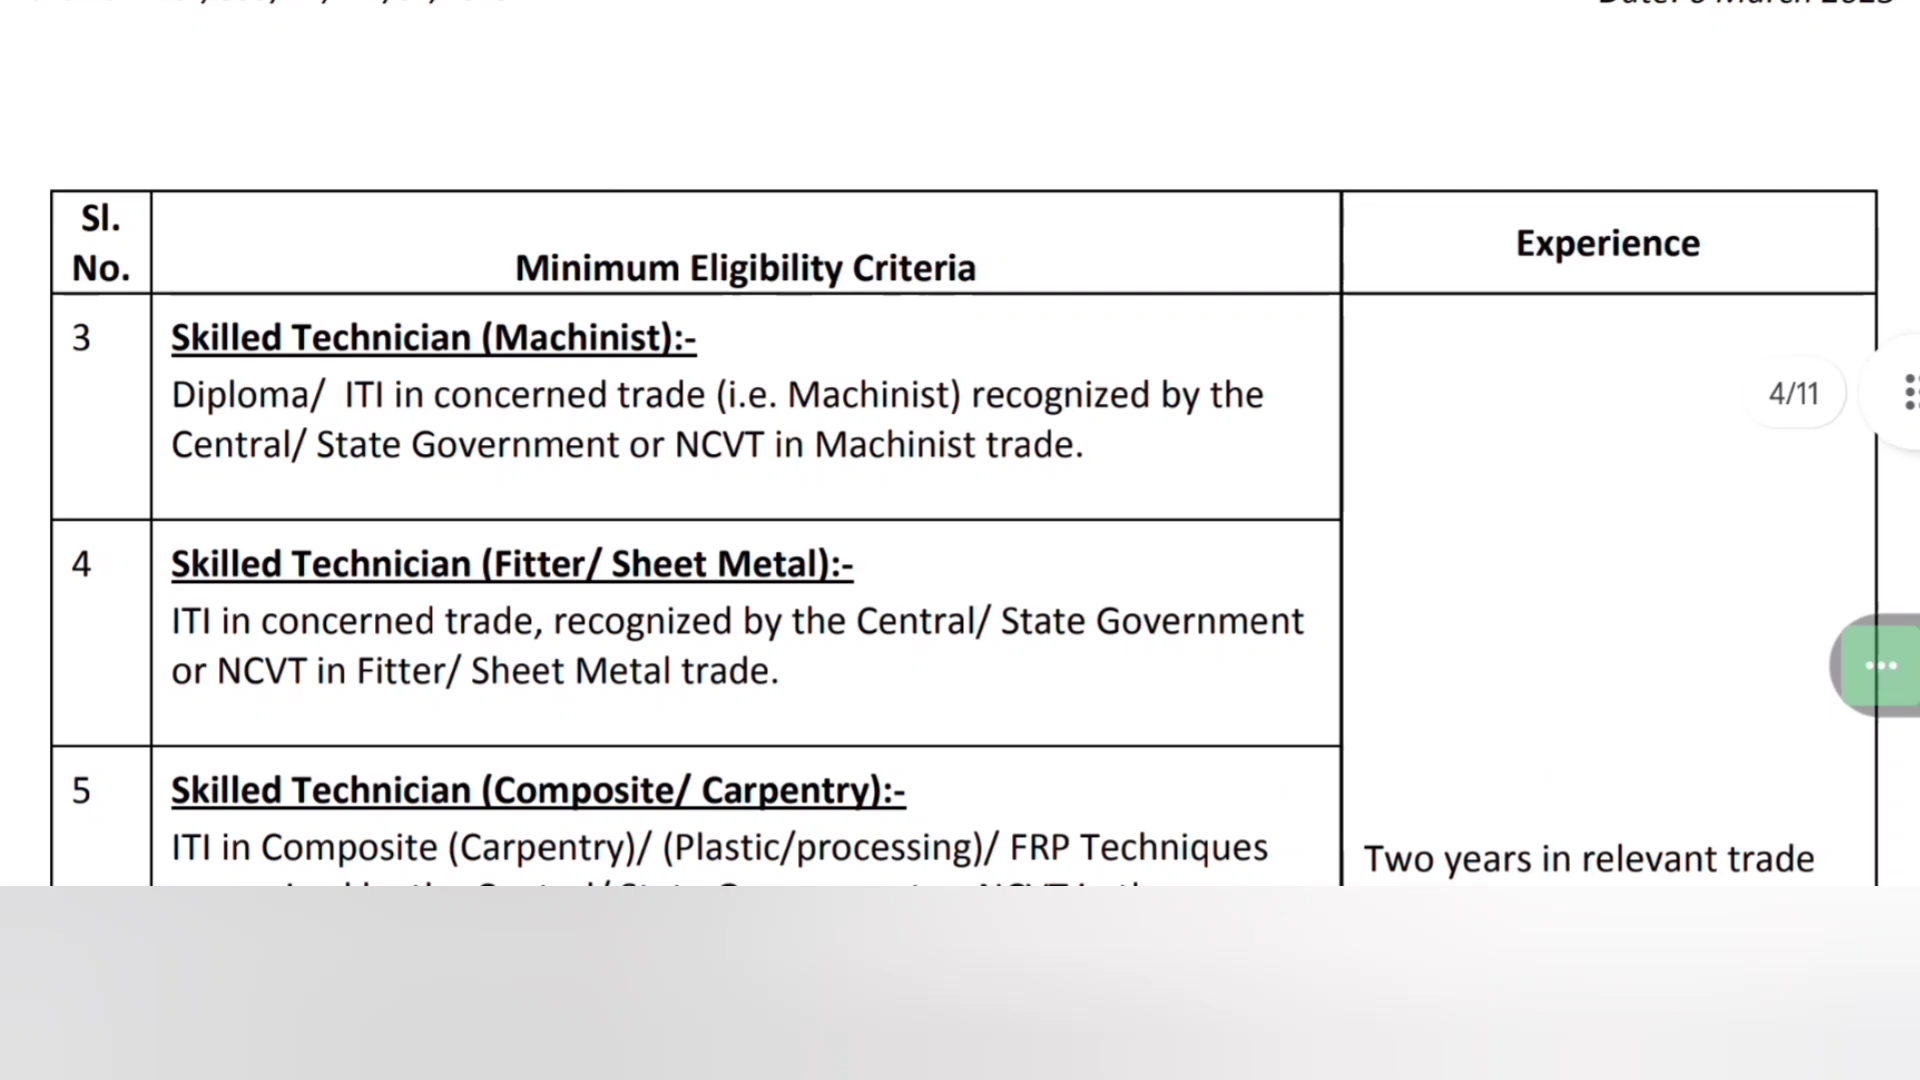 Sl.
No.
Minimum Eligibility Criteria
Experience
3
Skilled Technician (Machinist):-
Diploma/ ITI in concerned trade (i.e. Machinist) recognized by the
Central/ State Government or NCVT in Machinist trade.
4/11
4
Skilled Technician (Fitter/ Sheet Metal):-
ITI in concerned trade, recognized by the Central/ State Government
or NCVT in Fitter/ Sheet Metal trade.
5
Skilled Technician (Composite/ Carpentry):-
ITI in Composite (Carpentry)/ (Plastic/processing)/ FRP Techniques
Two years in relevant trade